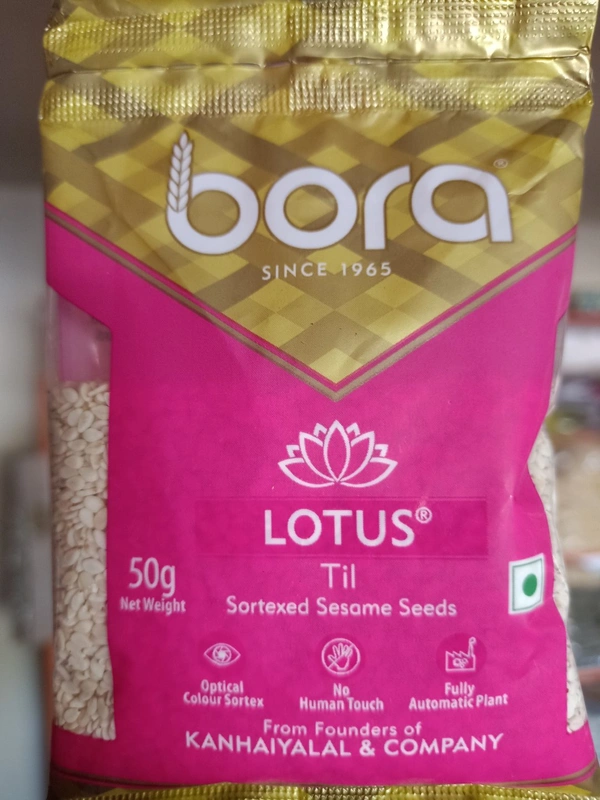 bora®
SINCE 1965
LOTUS®
Til
50g
Net Weight
Sortexed Sesame Seeds
Optical
Colour Sortex
No
Human Touch
Fully
Automatic Plant
From Founders of
KANHAIYALAL & COMPANY